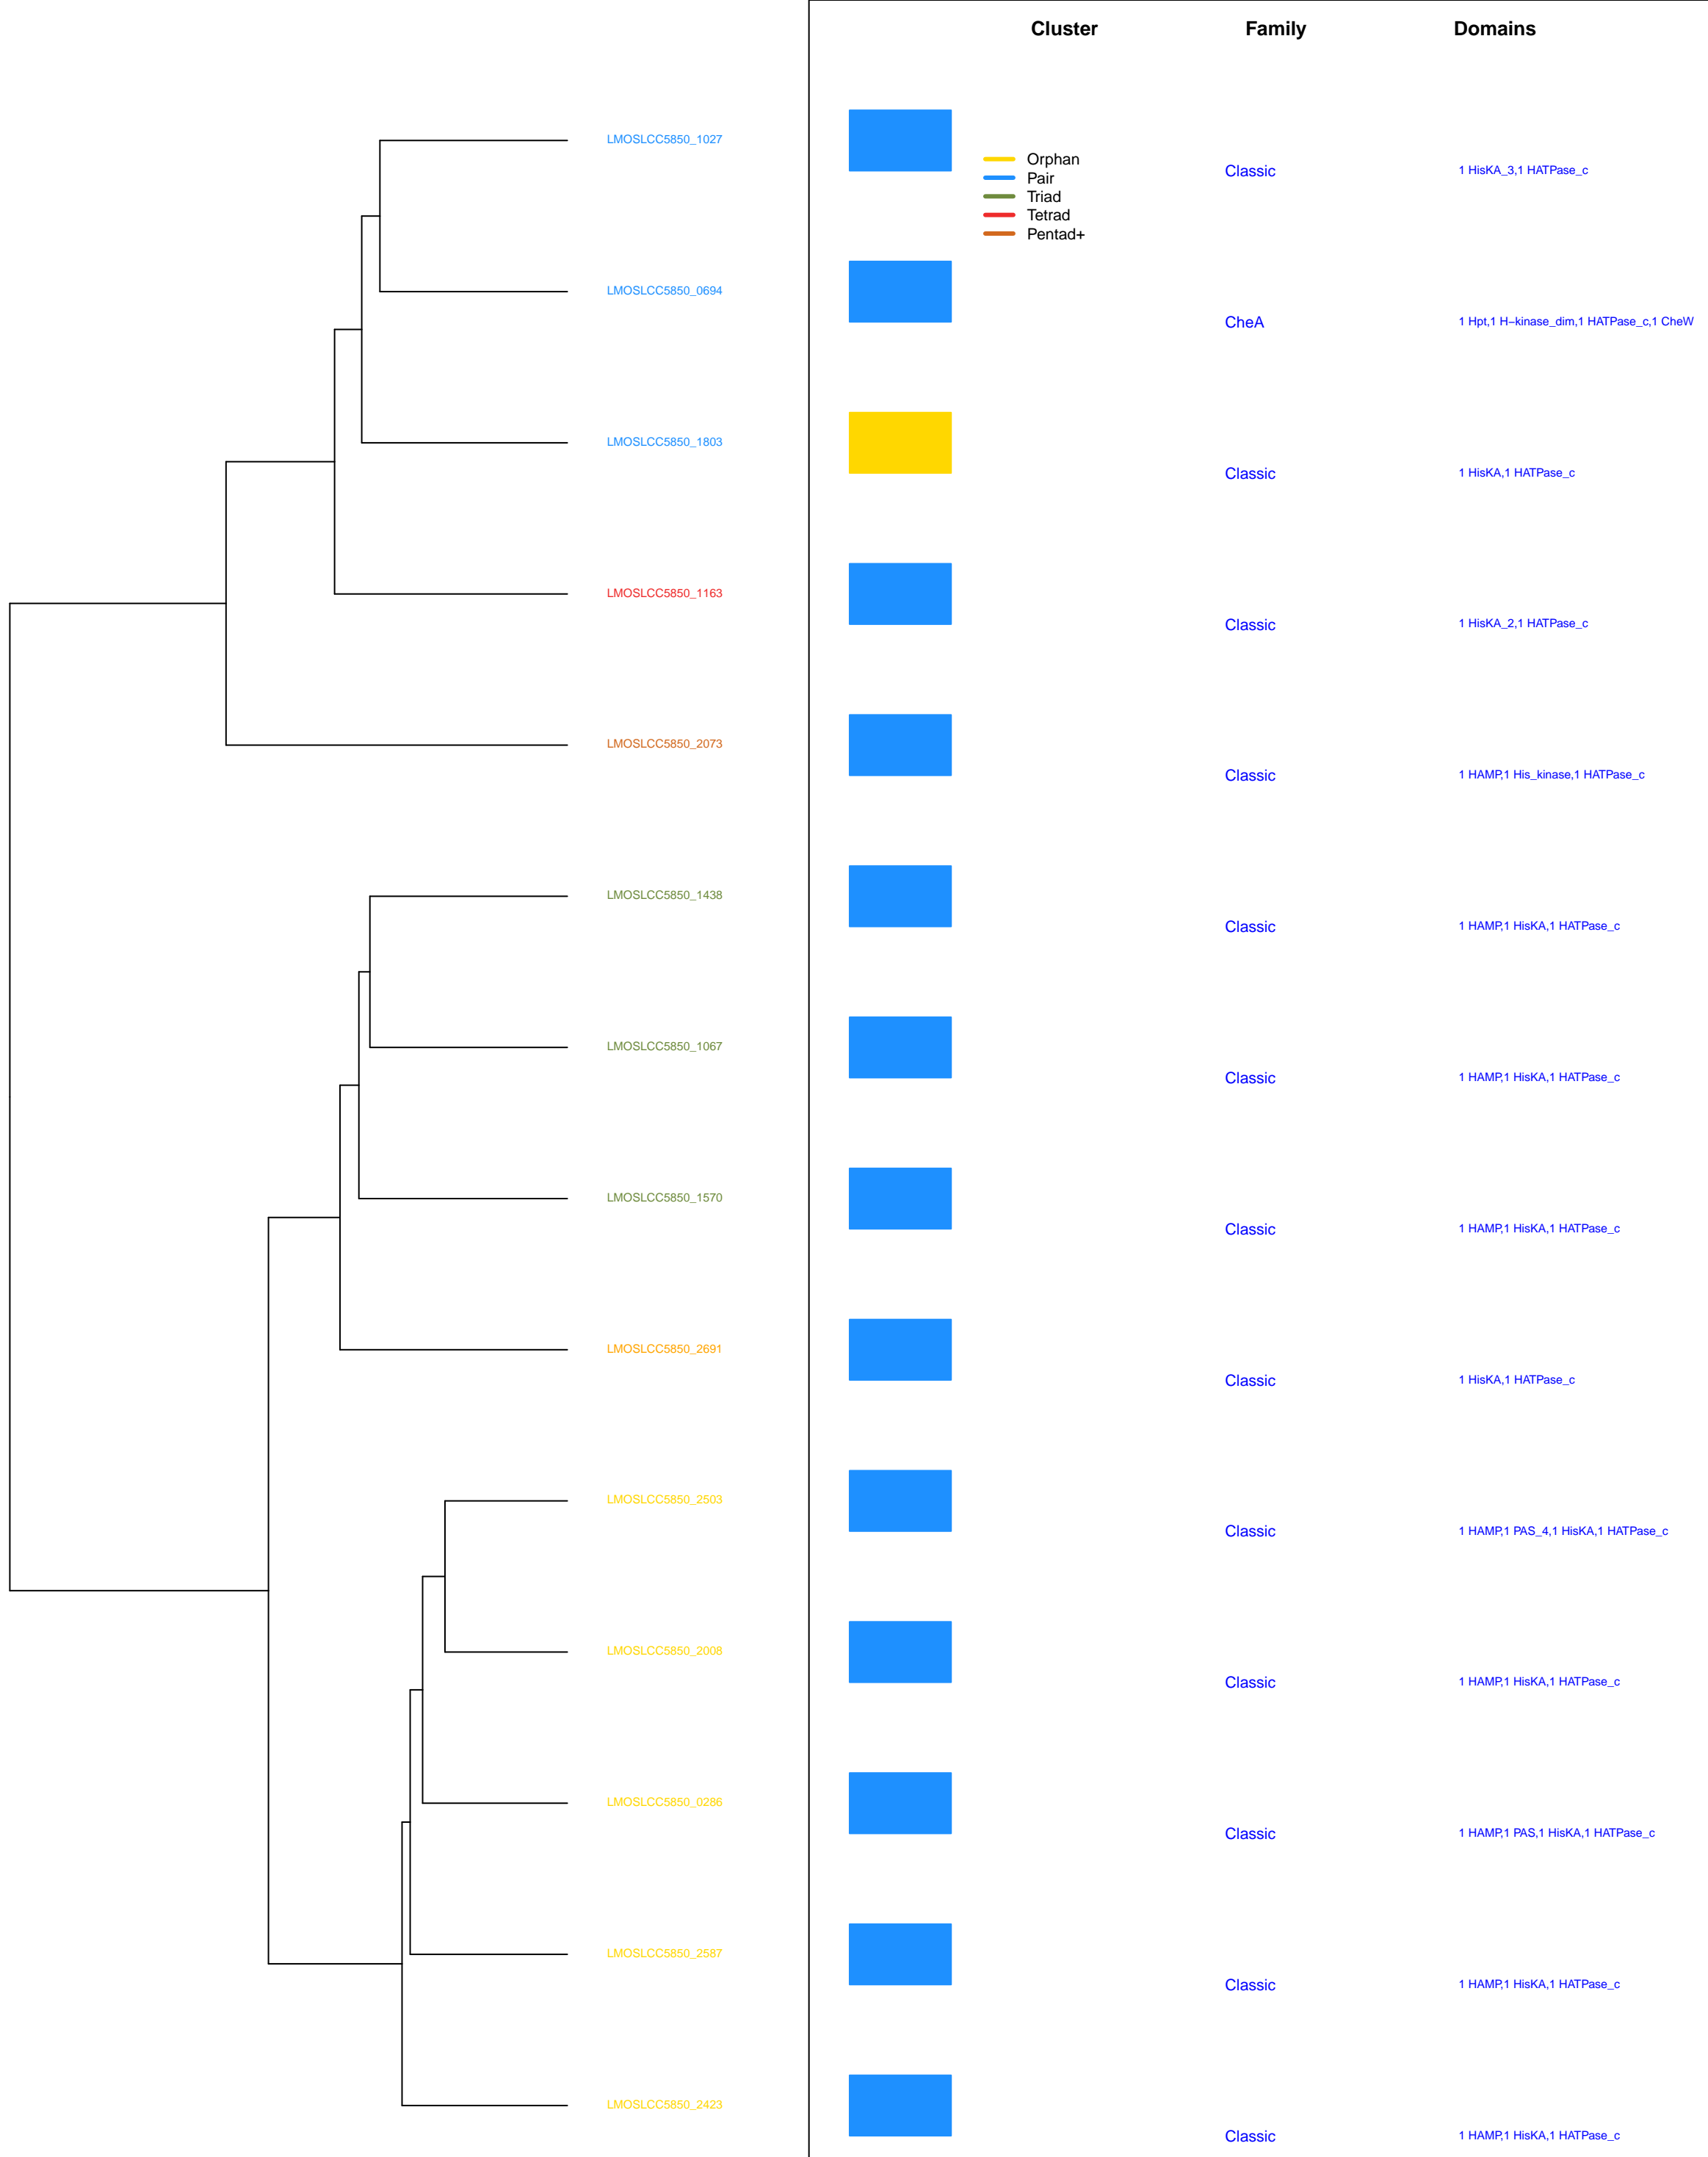 Cluster Family Domains
LMOSLCC5850_1027
Orphan
Pair
Triad
Tetrad
Pentad+
Classic 1 HisKA_3,1 HATPase_c
LMOSLCC5850_0694
CheA 1 Hpt,1 H−kinase_dim,1 HATPase_c,1 CheW
LMOSLCC5850_1803
Classic 1 HisKA,1 HATPase_c
LMOSLCC5850_1163
Classic 1 HisKA_2,1 HATPase_c
LMOSLCC5850_2073
Classic 1 HAMP,1 His_kinase,1 HATPase_c
LMOSLCC5850_1438
Classic 1 HAMP,1 HisKA,1 HATPase_c
LMOSLCC5850_1067
Classic 1 HAMP,1 HisKA,1 HATPase_c
LMOSLCC5850_1570
Classic 1 HAMP,1 HisKA,1 HATPase_c
LMOSLCC5850_2691
Classic 1 HisKA,1 HATPase_c
LMOSLCC5850_2503
Classic 1 HAMP,1 PAS_4,1 HisKA,1 HATPase_c
LMOSLCC5850_2008
Classic 1 HAMP,1 HisKA,1 HATPase_c
LMOSLCC5850_0286
Classic 1 HAMP,1 PAS,1 HisKA,1 HATPase_c
LMOSLCC5850_2587
Classic 1 HAMP,1 HisKA,1 HATPase_c
LMOSLCC5850_2423
Classic 1 HAMP,1 HisKA,1 HATPase_c